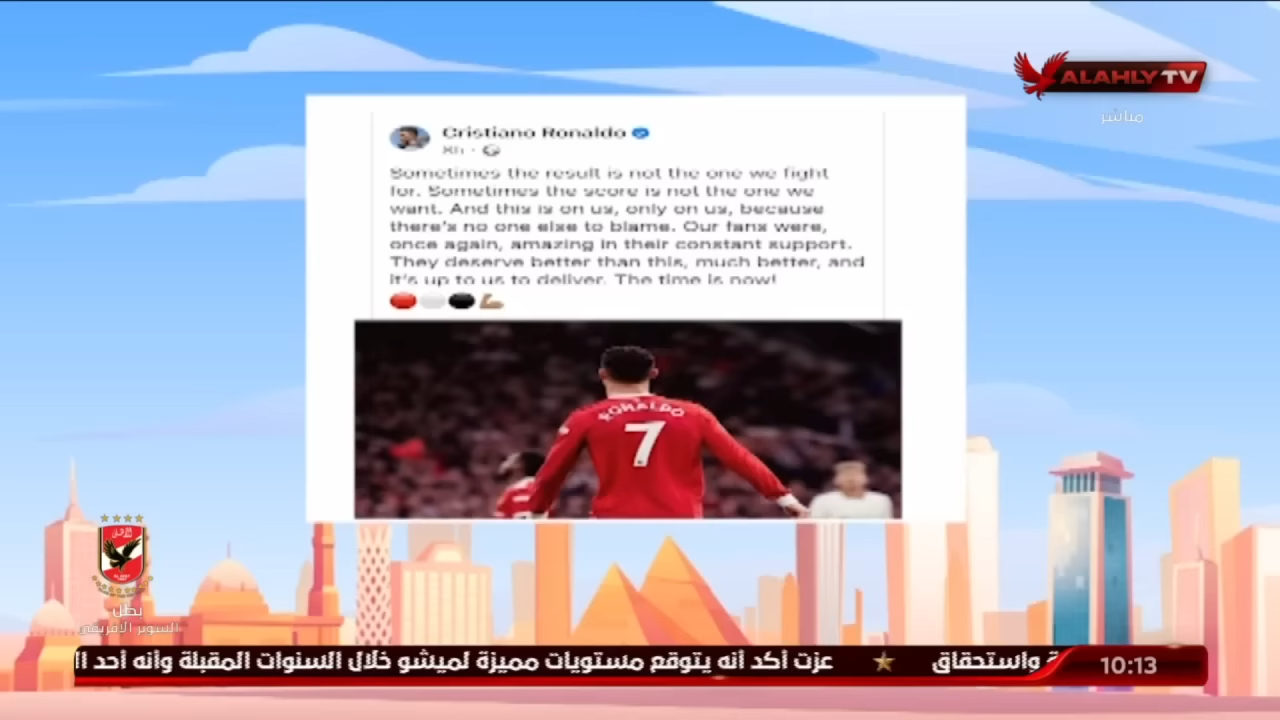 ALAHLY TV
مباشر
Cristiano Ronaldo
8h
Sometimes the result is not the one we fight
for. Sometimes the score is not the one we
want. And this is on us, only on us, because
there's no one else to blame. Our fans were,
once again, amazing in their constant support.
They deserve better than this, much better, and
it's up to us to deliver. The time is now!
RONALDO
7
بطل
السوبر الأفريقي
واستحقاق ★ عزت أكد أنه يتوقع مستويات مميزة لميشو خلال السنوات المقبلة وأنه أحد
10:13